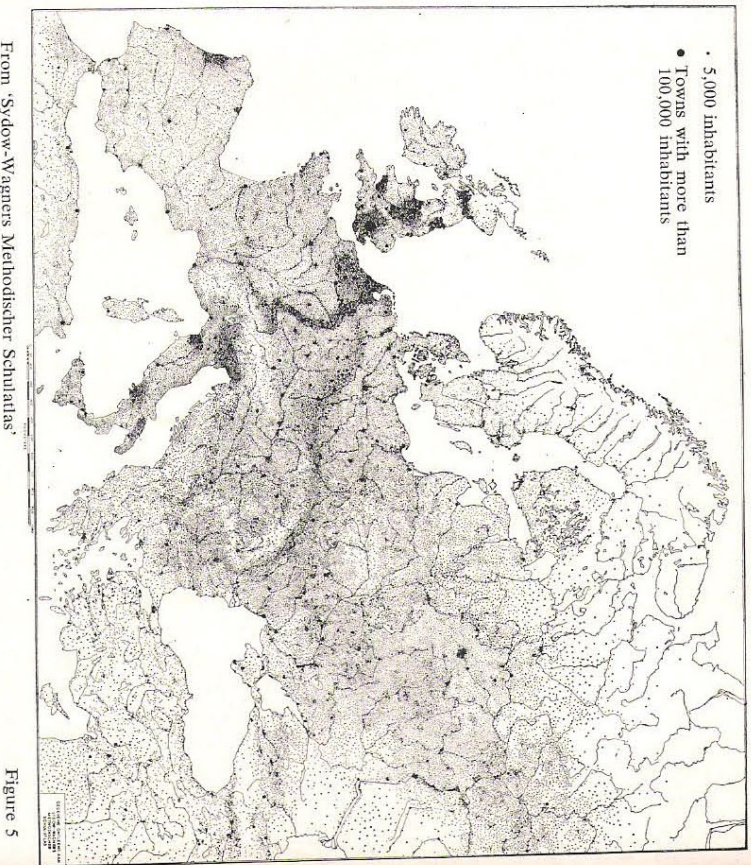 · 5,000 inhabitants
● Towns with more than
100,000 inhabitants
From 'Sydow-Wagners Methodischer Schulatlas'
Figure 5